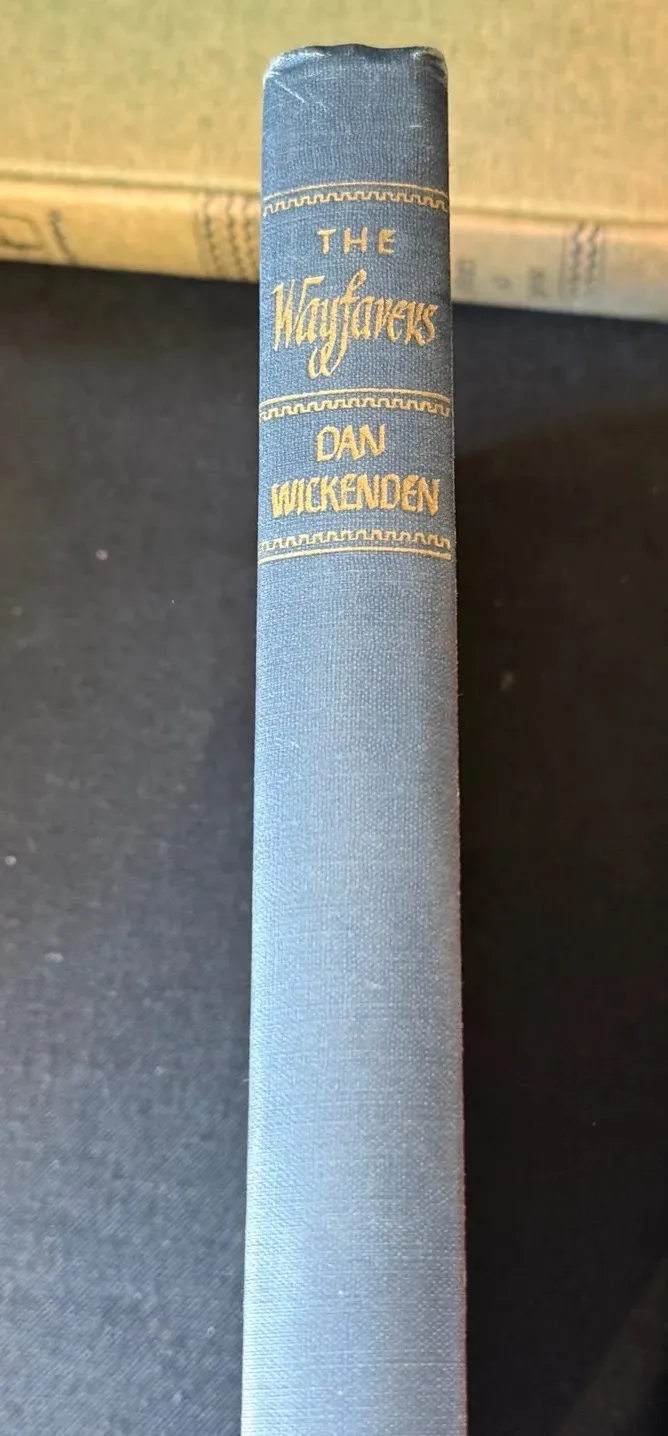 THE
Wayfarers
DAN
WICKENDEN